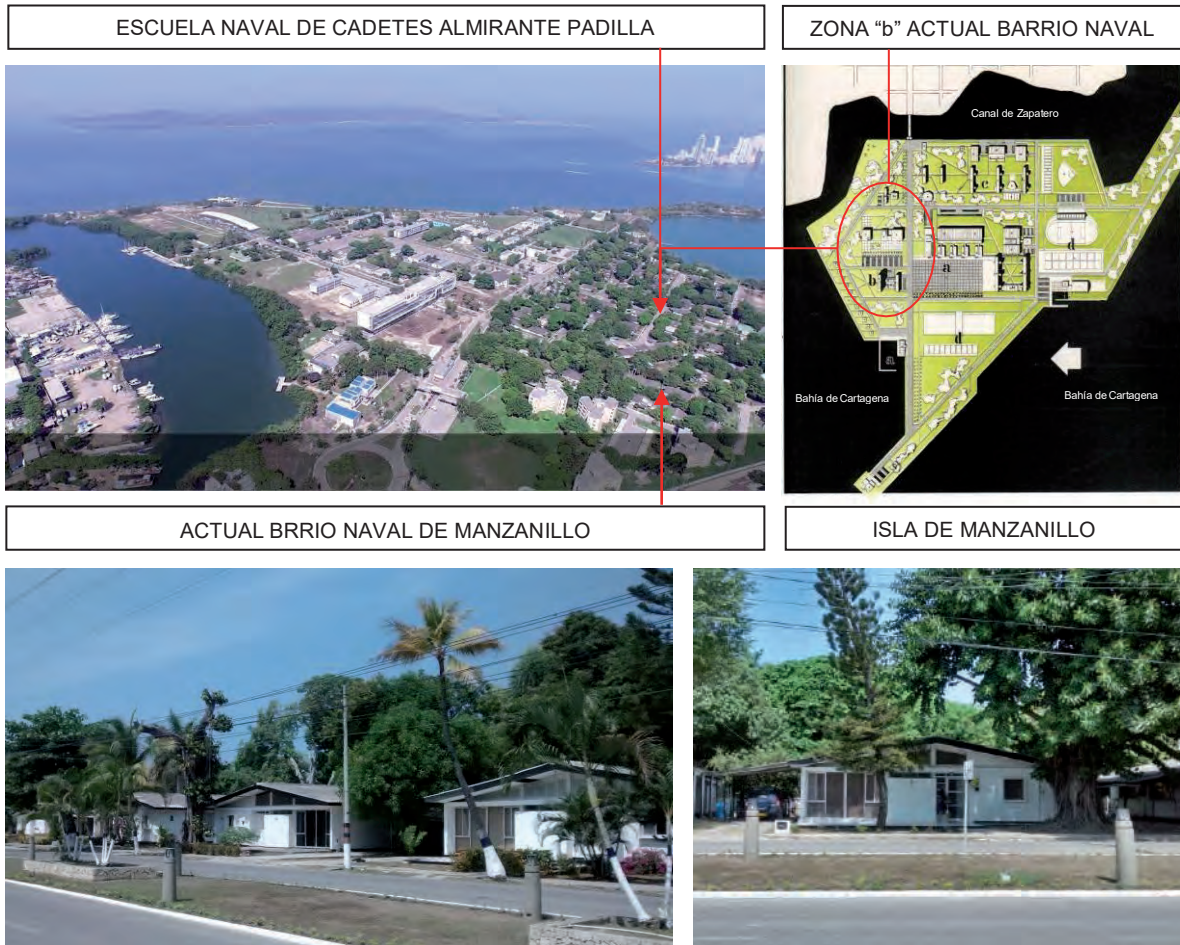 ESCUELA NAVAL DE CADETES ALMIRANTE PADILLA
ZONA “b” ACTUAL BARRIO NAVAL
Canal de Zapatero
c
b
a
d
b
d
Bahía de Cartagena
Bahía de Cartagena
ACTUAL BRRIO NAVAL DE MANZANILLO
ISLA DE MANZANILLO